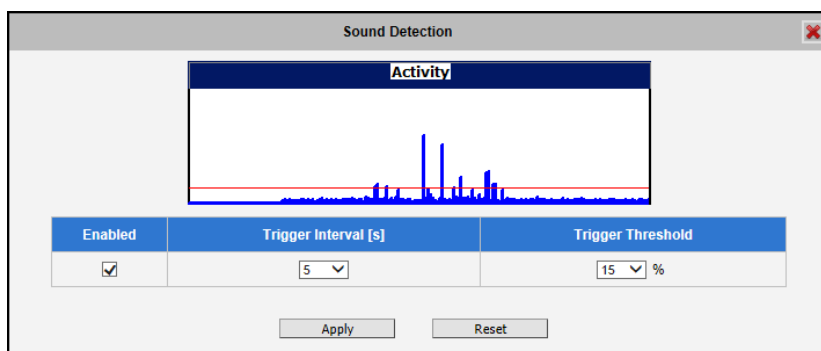 Sound Detection
Activity
Enabled Trigger Interval [s] Trigger Threshold
5 15 %
Apply Reset